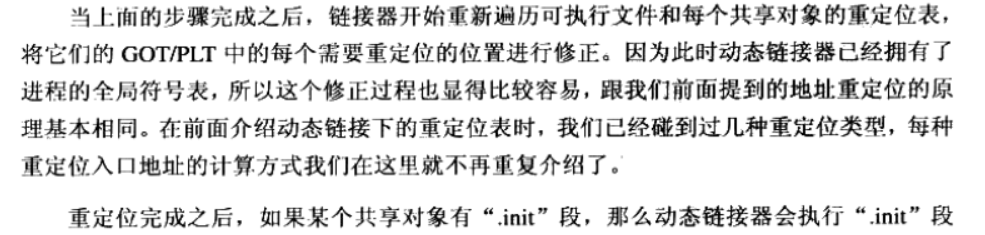 当上面的步骤完成之后，链接器开始重新遍历可执行文件和每个共享对象的重定位表，
将它们的 GOT/PLT 中的每个需要重定位的位置进行修正。因为此时动态链接器已经拥有了
进程的全局符号表，所以这个修正过程也显得比较容易，跟我们前面提到的地址重定位的原
理基本相同。在前面介绍动态链接下的重定位表时，我们已经碰到过几种重定位类型，每种
重定位入口地址的计算方式我们在这里就不再重复介绍了。
重定位完成之后，如果某个共享对象有“.init”段，那么动态链接器会执行“.init”段